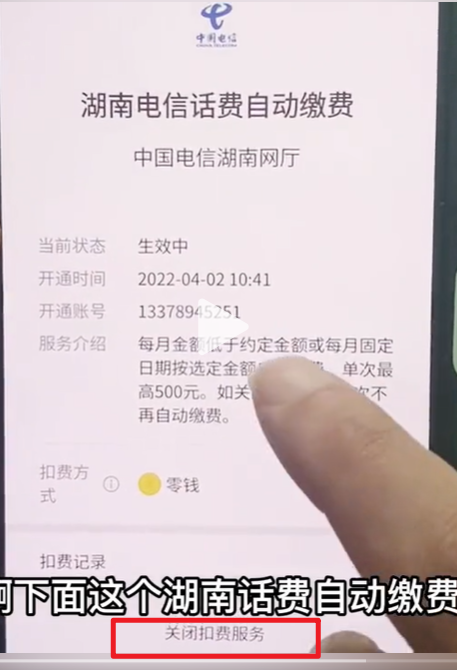 中国电信
CHINA TELECOM
湖南电信话费自动缴费
中国电信湖南网厅
当前状态 生效中
开通时间 2022-04-02 10:41
开通账号 13378945251
服务介绍 每月金额低于约定金额或每月固定
日期按选定金额 费，单次最
高500元。如关 次不
再自动缴费。
扣费方
式 零钱
扣费记录
下面这个湖南话费自动缴费
关闭扣费服务